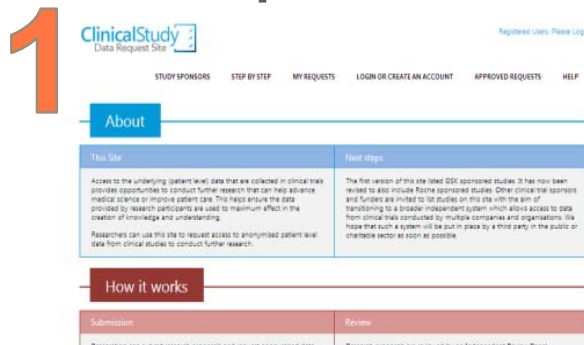 1
ClinicalStudy
Data Request Site
Registered Users, Please Log
STUDY SPONSORS STEP BY STEP MY REQUESTS LOGIN OR CREATE AN ACCOUNT APPROVED REQUESTS HELP
About
This Site
Access to the underlying (patient level) data that are collected in clinical trials
provides opportunities to conduct further research that can help advance
medical science or improve patient care. This helps ensure the data
provided by research participants are used to maximum effect in the
creation of knowledge and understanding.
Researchers can use this site to request access to anonymised patient level
data from clinical studies to conduct further research.
Next steps
The first version of this site listed GSK sponsored studies. It has now been
revised to also include Roche sponsored studies. Other clinical trial sponsors
and funders are invited to list studies on this site with the aim of
transitioning to a broader independent system which allows access to data
from clinical trials conducted by multiple companies and organisations. We
hope that such a system will be put in place by a third party in the public or
charitable sector as soon as possible.
How it works
Submission
Review